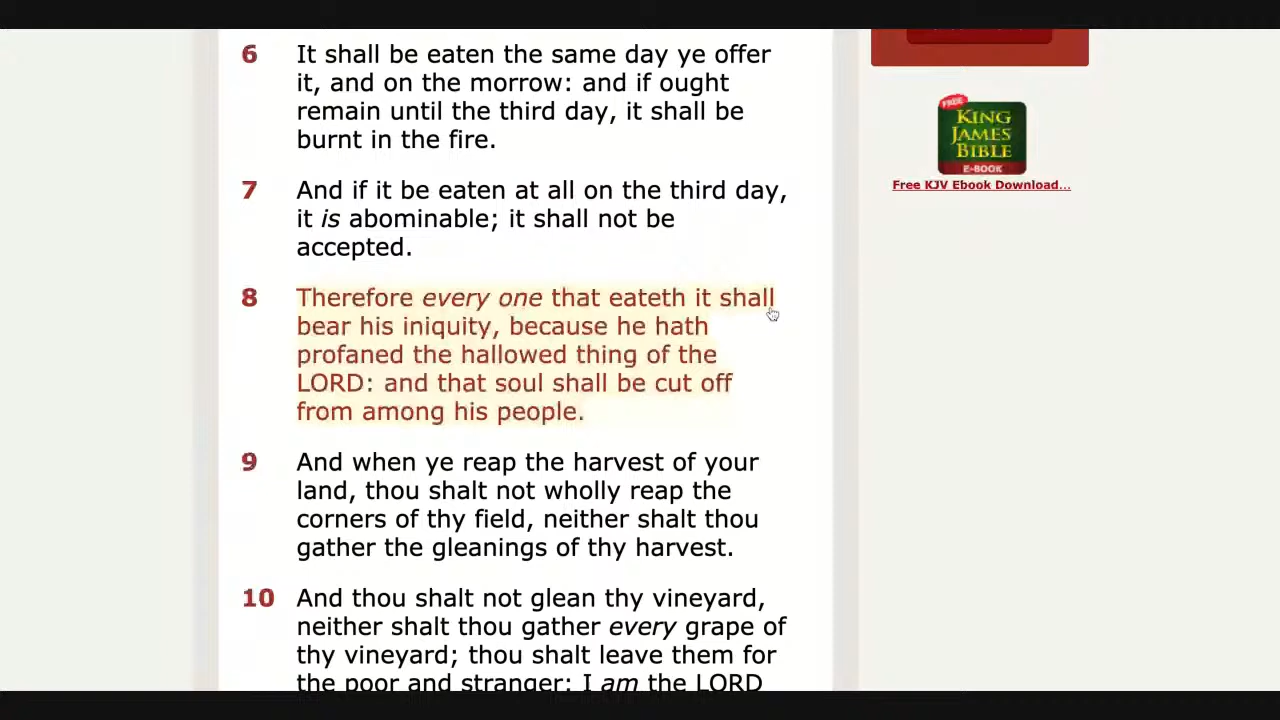 6 It shall be eaten the same day ye offer
it, and on the morrow: and if ought
remain until the third day, it shall be
burnt in the fire.
7 And if it be eaten at all on the third day,
it is abominable; it shall not be
accepted.
8 Therefore every one that eateth it shall
bear his iniquity, because he hath
profaned the hallowed thing of the
LORD: and that soul shall be cut off
from among his people.
9 And when ye reap the harvest of your
land, thou shalt not wholly reap the
corners of thy field, neither shalt thou
gather the gleanings of thy harvest.
10 And thou shalt not glean thy vineyard,
neither shalt thou gather every grape of
thy vineyard; thou shalt leave them for
the poor and stranger: I am the LORD
FREE
KING
JAMES
BIBLE
E-BOOK
Free KJV Ebook Download...